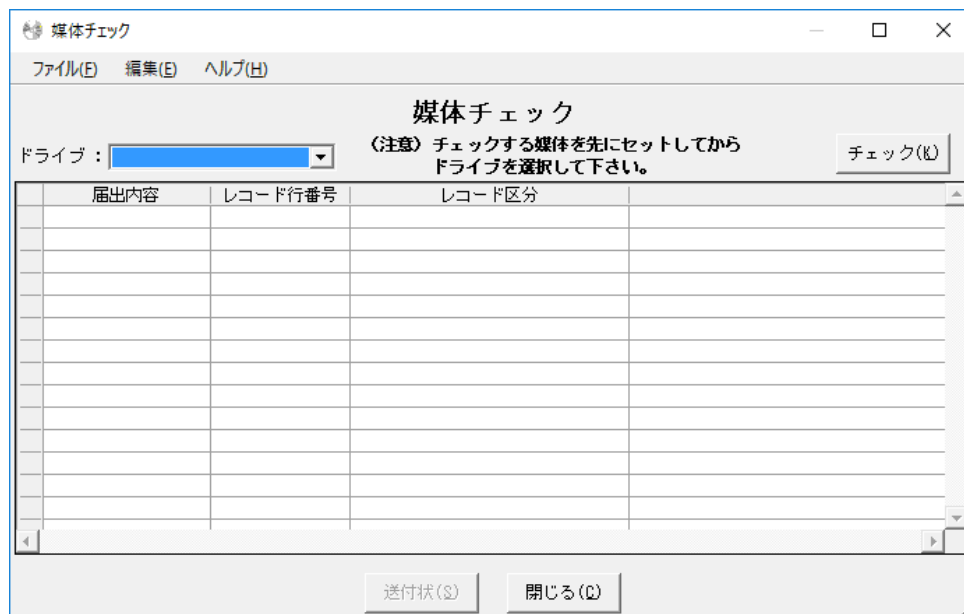 媒体チェック
ファイル(F) 編集(E) ヘルプ(H)
媒体チェック
ドライブ：
（注意）チェックする媒体を先にセットしてから
ドライブを選択して下さい。
チェック(K)
届出内容 レコード行番号 レコード区分
送付状(S) 閉じる(C)